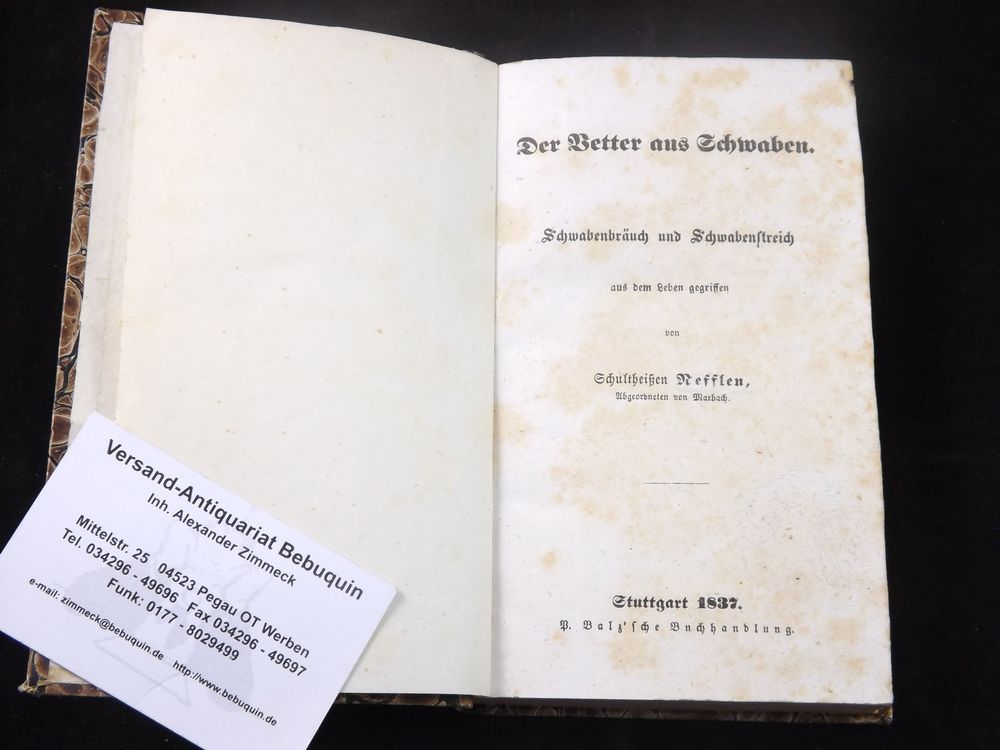 Der Vetter aus Schwaben.
Schwabenbräuch und Schwabenstreich
aus dem Leben gegriffen
von
Schultheißen Nefflen,
Abgeordneten von Marbach.
Stuttgart 1837.
P. Balz'sche Buchhandlung.
Versand-Antiquariat Bebuquin
Inh. Alexander Zimmeck
Mittelstr. 25 04523 Pegau OT Werben
Tel. 034296 - 49696 Fax 034296 - 49697
Funk: 0177 - 8029499
e-mail: zimmeck@bebuquin.de http://www.bebuquin.de